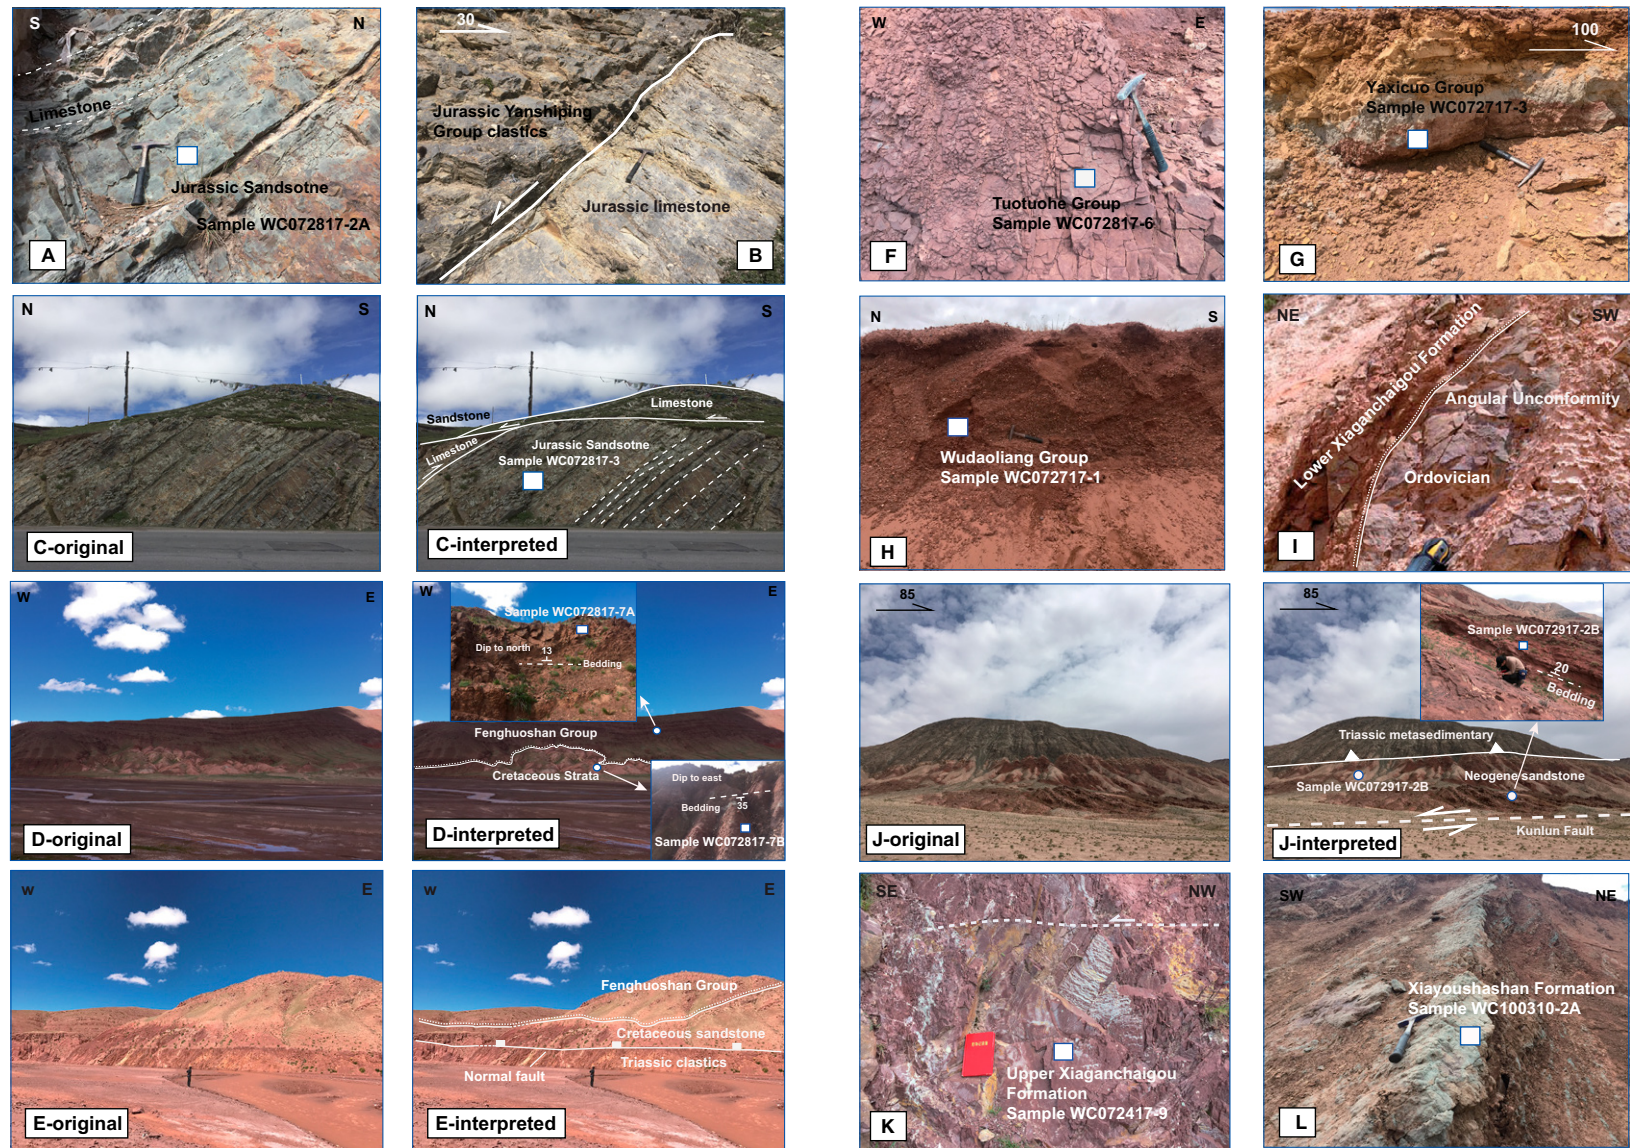 S
N
Limestone
Jurassic Sandsotne
Sample WC072817-2A
A
30
Jurassic Yanshiping
Group clastics
Jurassic limestone
B
W
E
Tuotuohe Group
Sample WC072817-6
F
100
Yaxicuo Group
Sample WC072717-3
G
N
S
C-original
N
S
Limestone
Sandstone
Limestone
Jurassic Sandsotne
Sample WC072817-3
C-interpreted
N
S
Wudaoliang Group
Sample WC072717-1
H
NE
SW
Lower Xiaganchaigou Formation
Angular Unconformity
Ordovician
I
W
E
D-original
W
E
Sample WC072817-7A
Dip to north
13
Bedding
Fenghuoshan Group
Cretaceous Strata
Dip to east
Bedding
35
Sample WC072817-7B
D-interpreted
85
J-original
85
Sample WC072917-2B
20
Bedding
Triassic metasedimentary
Sample WC072917-2B
Neogene sandstone
Kunlun Fault
J-interpreted
W
E
E-original
W
E
Fenghuoshan Group
Cretaceous sandstone
Triassic clastics
Normal fault
E-interpreted
SE
NW
Upper Xiaganchaigou
Formation
Sample WC072417-9
K
SW
NE
Xiayoushashan Formation
Sample WC100310-2A
L